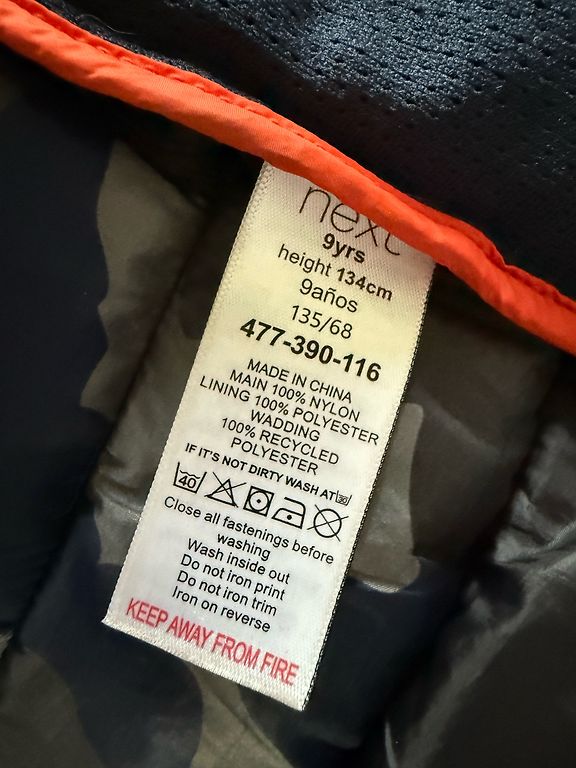 next
9yrs
height 134cm
9años
135/68
477-390-116
MADE IN CHINA
MAIN 100% NYLON
LINING 100% POLYESTER
WADDING
100% RECYCLED
POLYESTER
IF IT'S NOT DIRTY WASH AT 30
40
Close all fastenings before
washing
Wash inside out
Do not iron print
Do not iron trim
Iron on reverse
KEEP AWAY FROM FIRE